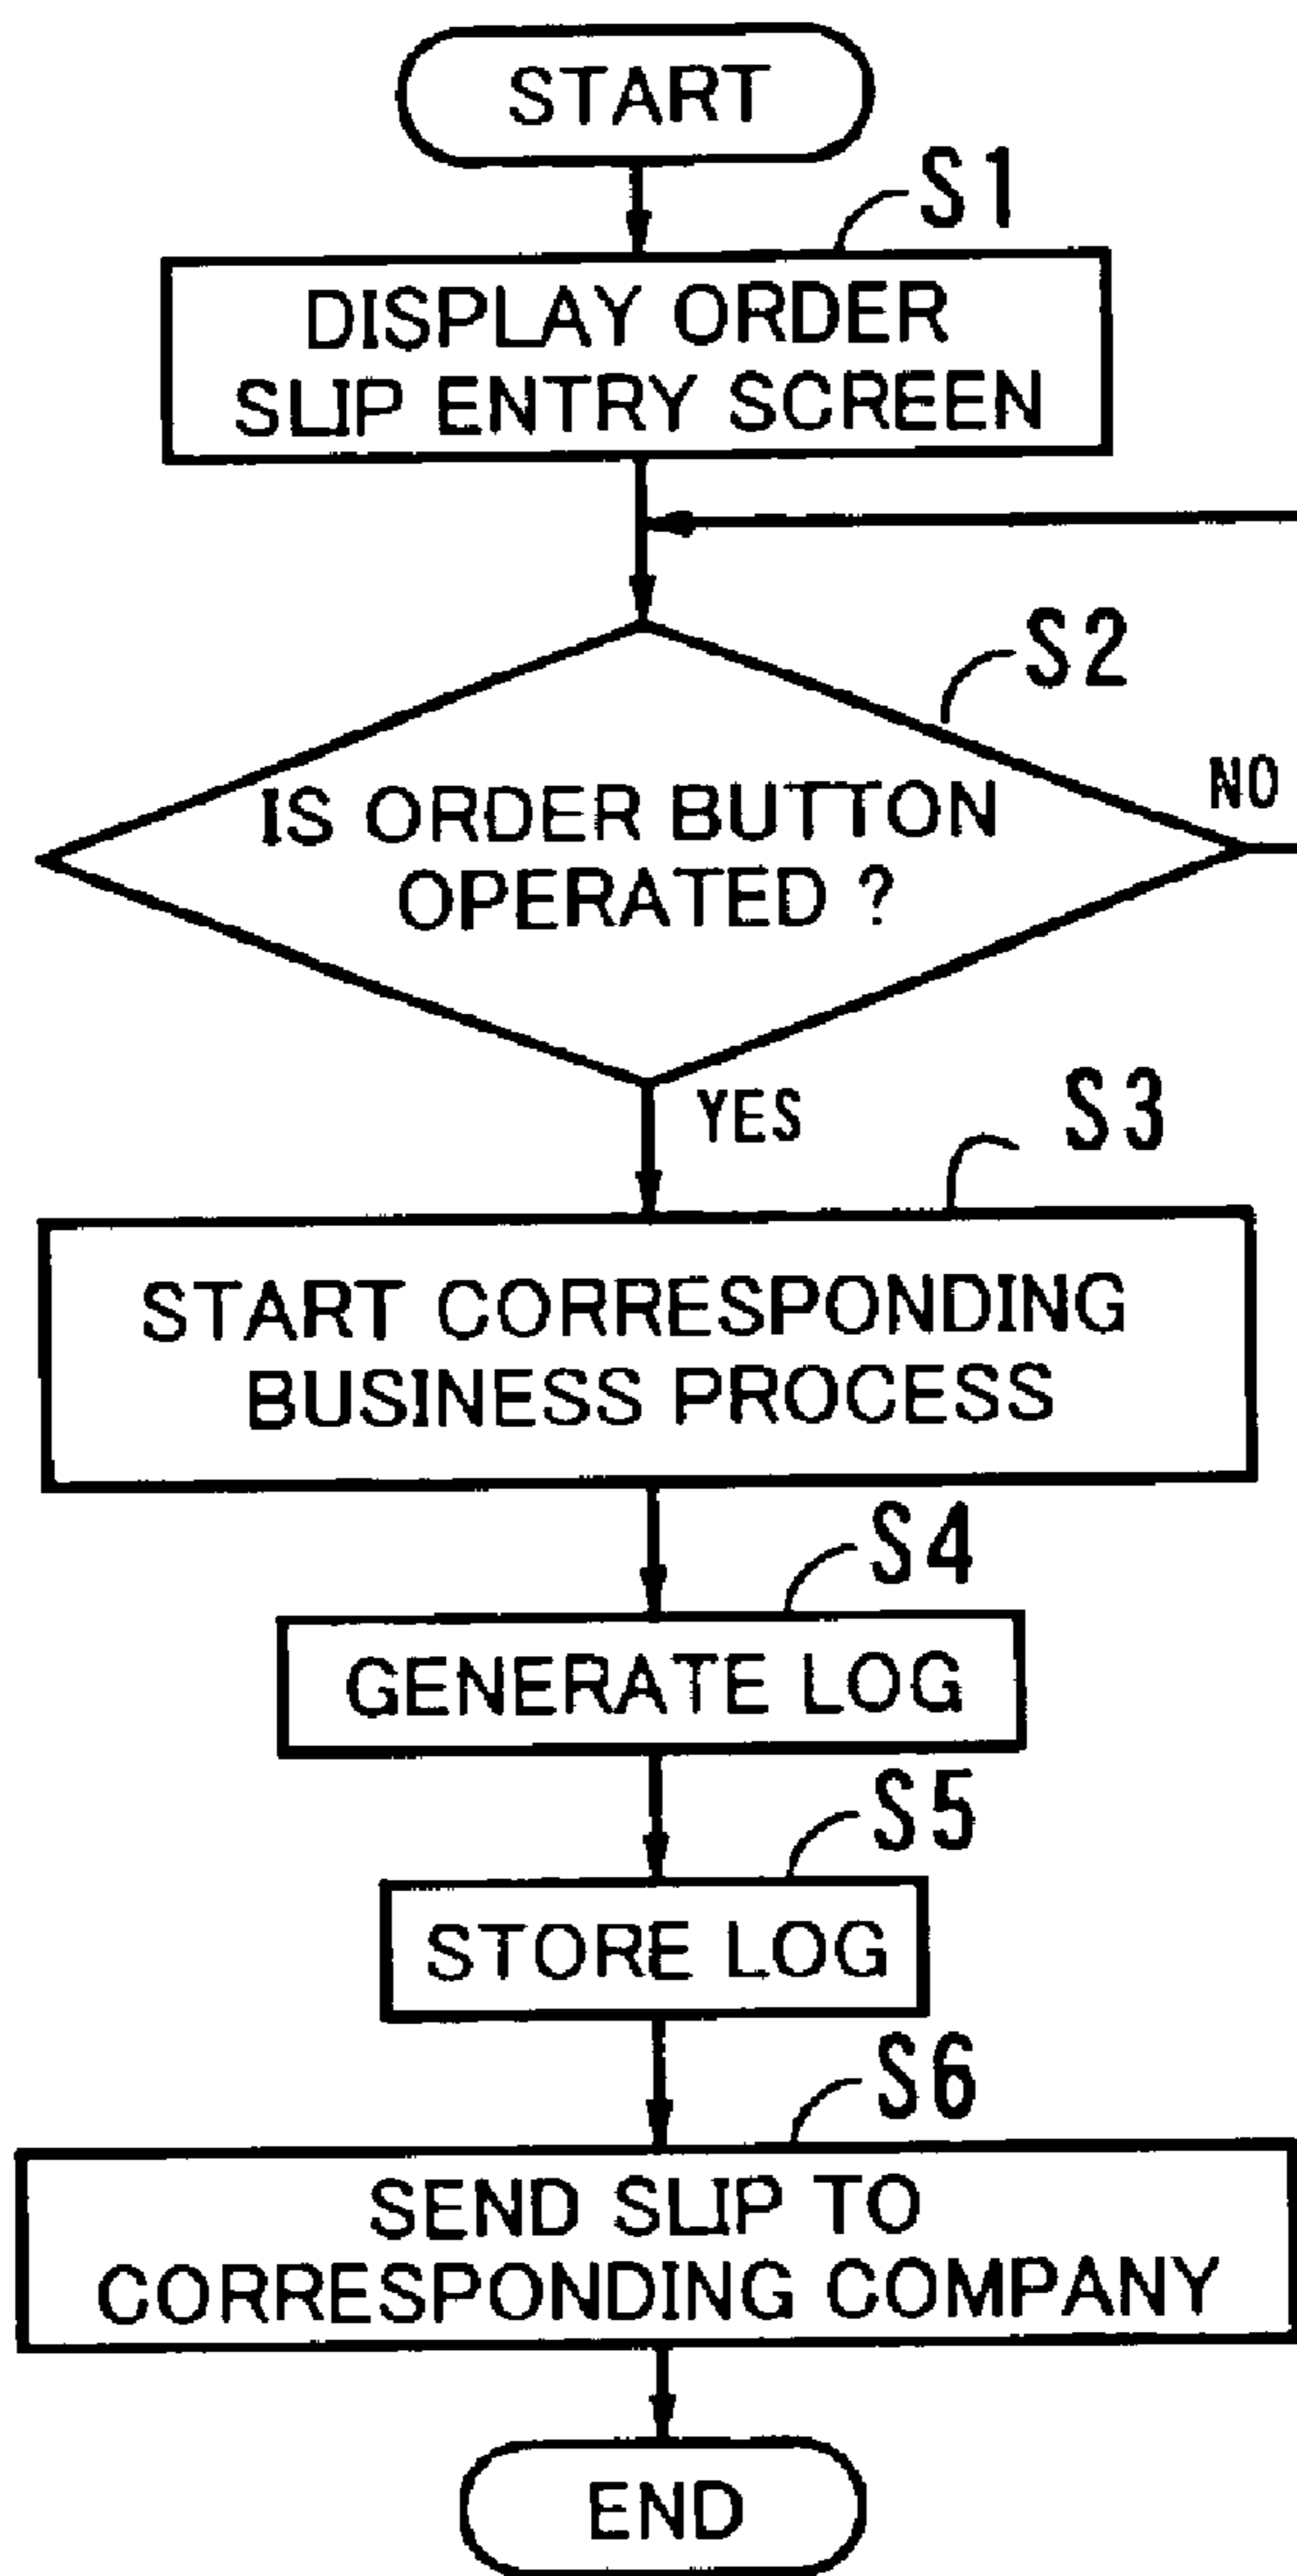 START
S1
DISPLAY ORDER
SLIP ENTRY SCREEN
S2
IS ORDER BUTTON
OPERATED ?
NO
YES
S3
START CORRESPONDING
BUSINESS PROCESS
S4
GENERATE LOG
S5
STORE LOG
S6
SEND SLIP TO
CORRESPONDING COMPANY
END